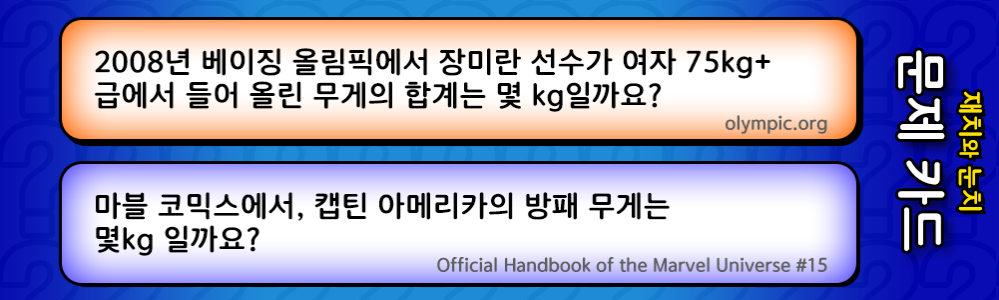 2008년 베이징 올림픽에서 장미란 선수가 여자 75kg+
급에서 들어 올린 무게의 합계는 몇 kg일까요?
olympic.org
마블 코믹스에서, 캡틴 아메리카의 방패 무게는
몇kg 일까요?
Official Handbook of the Marvel Universe #15
재치와 눈치
문제 카드